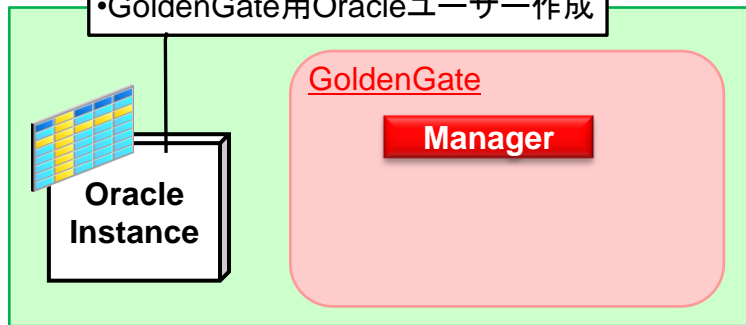 •GoldenGate用Oracleユーザー作成
GoldenGate
Manager
Oracle
Instance